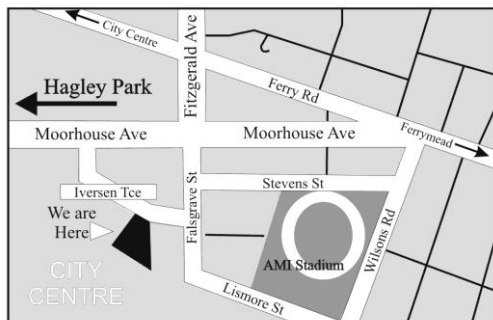 City Centre
Fitzgerald Ave
Hagley Park
Ferry Rd
Ferrymead
Moorhouse Ave
Moorhouse Ave
Iversen Tce
Falsgrave St
Stevens St
We are
Here
Wilsons Rd
AMI Stadium
CITY
CENTRE
Lismore St